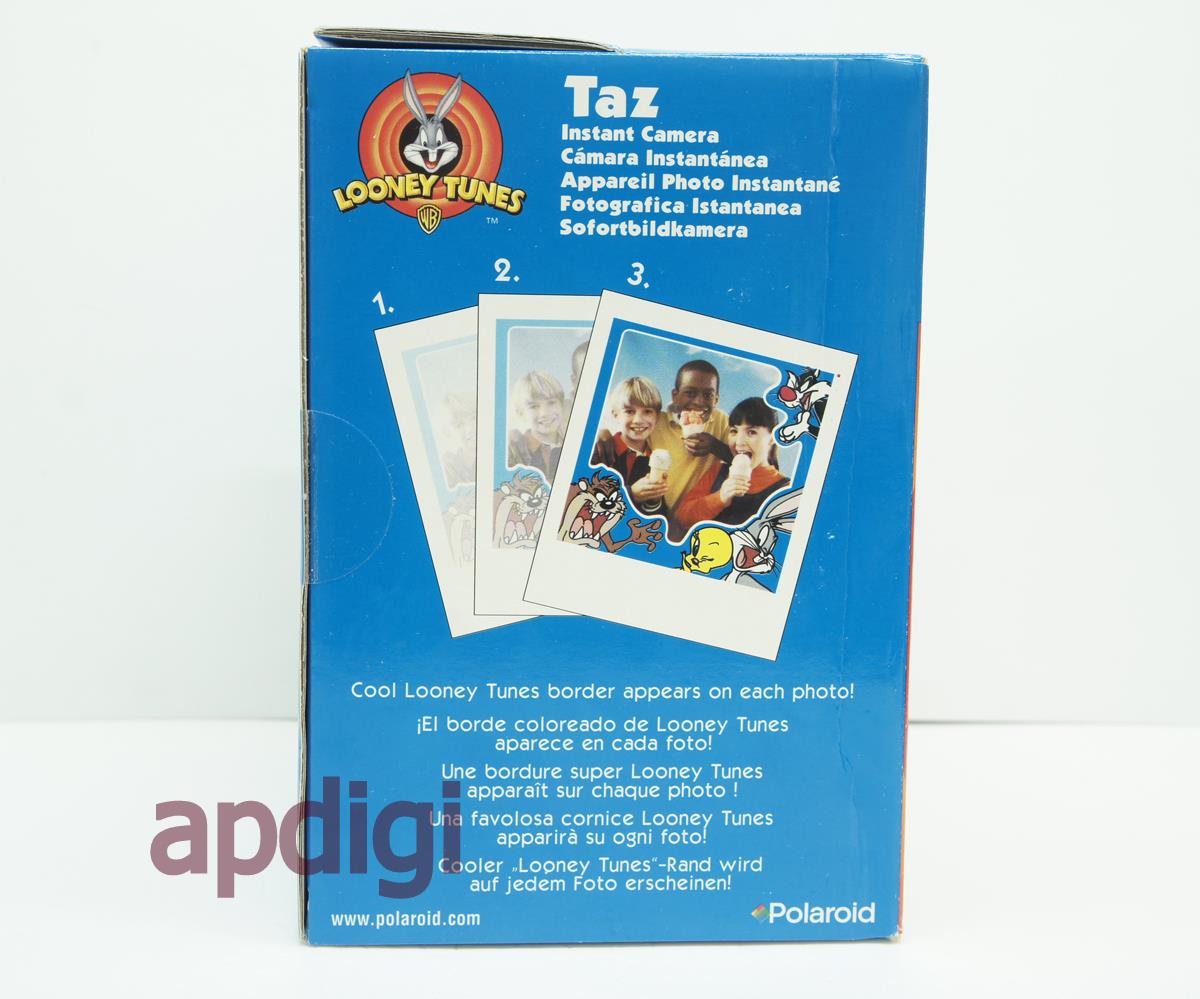 Taz
Instant Camera
Cámara Instantánea
Appareil Photo Instantané
Fotografica Istantanea
Sofortbildkamera
LOONEY TUNES
WB
TM
1.
2.
3.
Cool Looney Tunes border appears on each photo!
¡El borde coloreado de Looney Tunes
aparece en cada foto!
Une bordure super Looney Tunes
apparaît sur chaque photo !
Una favolosa cornice Looney Tunes
apparirà su ogni foto!
Cooler „Looney Tunes“-Rand wird
auf jedem Foto erscheinen!
apdigi
www.polaroid.com
Polaroid